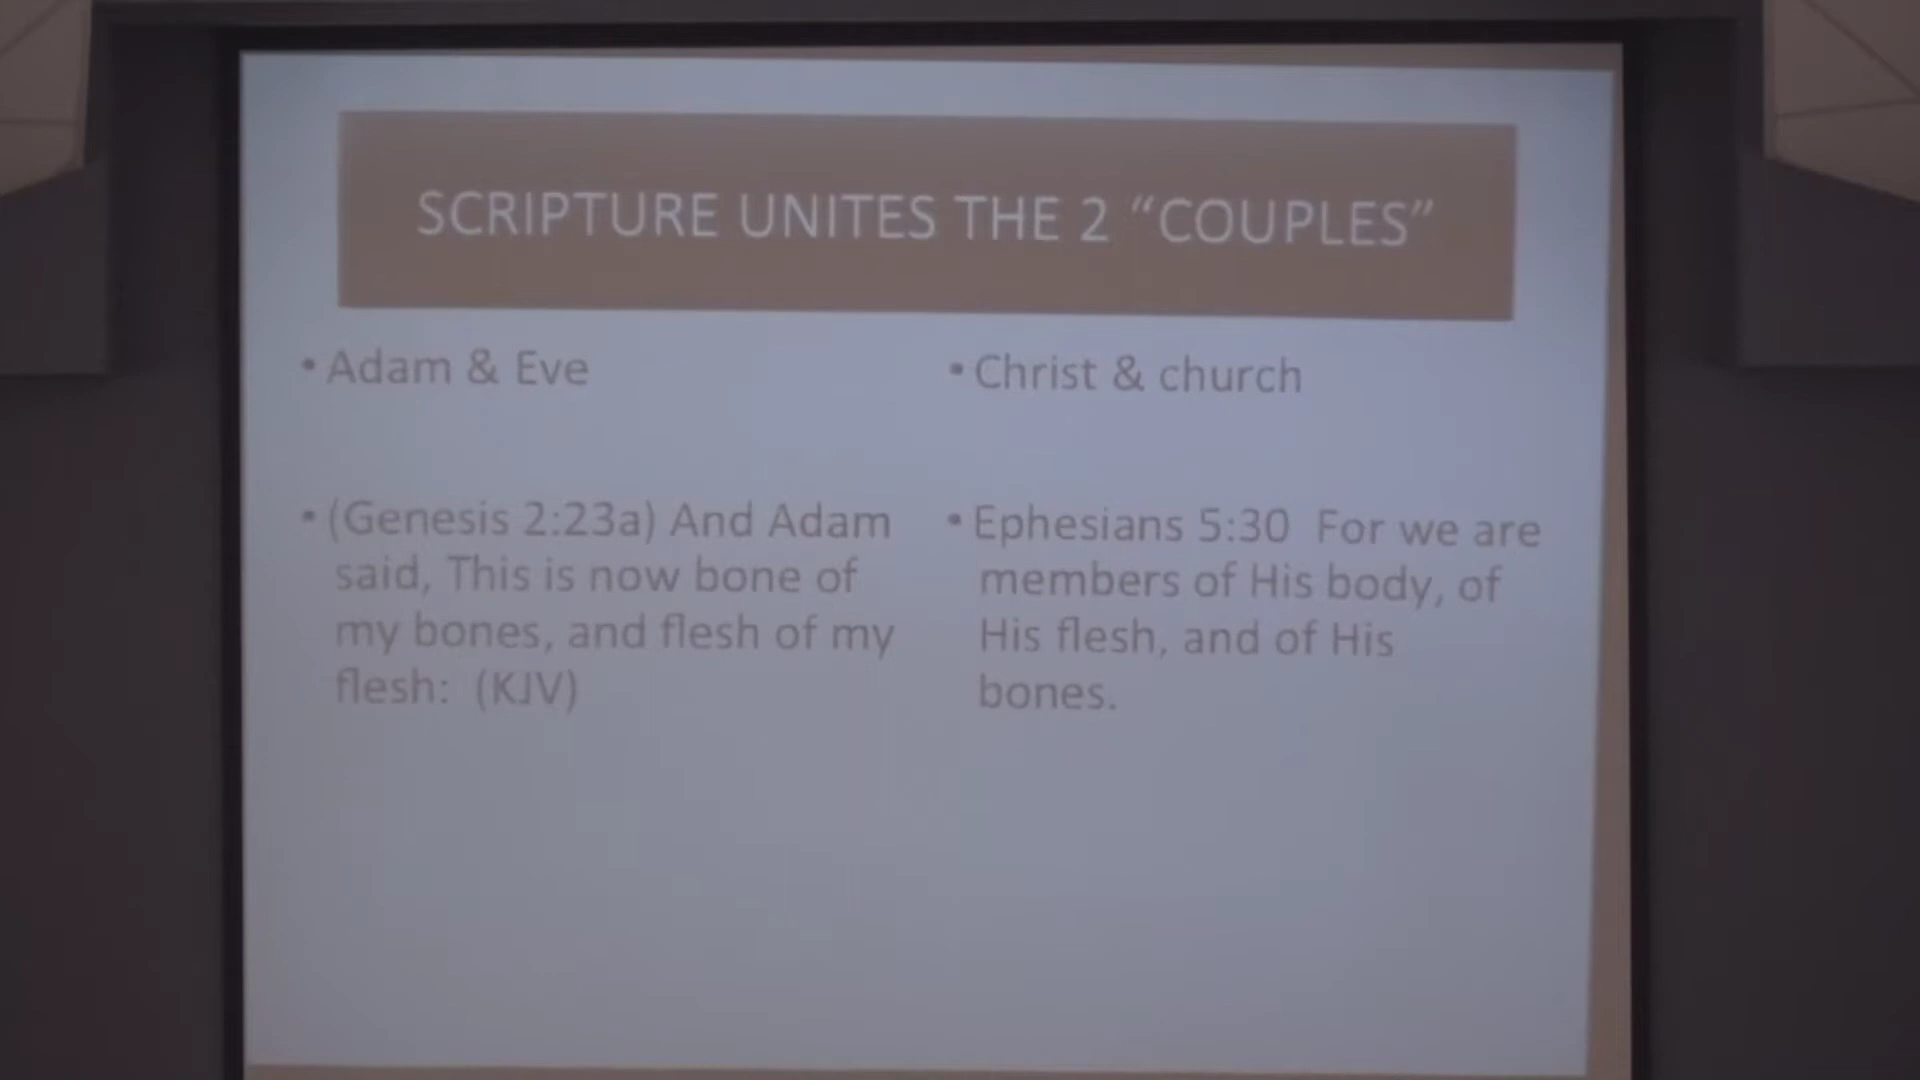 SCRIPTURE UNITES THE 2 “COUPLES”
• Adam & Eve
• (Genesis 2:23a) And Adam
said, This is now bone of
my bones, and flesh of my
flesh: (KJV)
• Christ & church
• Ephesians 5:30 For we are
members of His body, of
His flesh, and of His
bones.